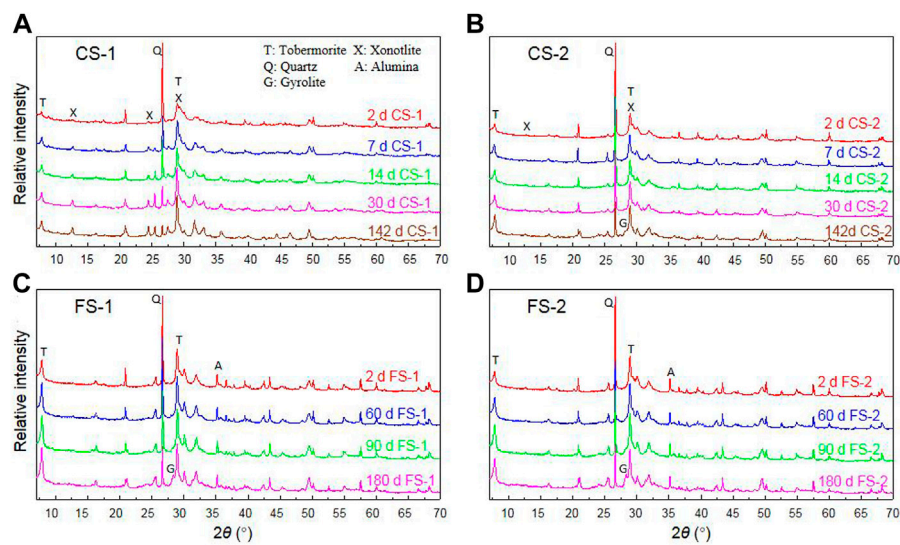 A
CS-1
Q
T: Tobermorite X: Xonotlite
Q: Quartz A: Alumina
G: Gyrolite
T
X
X
T
X
2 d CS-1
7 d CS-1
14 d CS-1
30 d CS-1
142 d CS-1
Relative intensity
10 15 20 25 30 35 40 45 50 55 60 65 70
B
CS-2
Q
T
X
T
X
G
2 d CS-2
7 d CS-2
14 d CS-2
30 d CS-2
142d CS-2
Relative intensity
10 15 20 25 30 35 40 45 50 55 60 65 70
C
FS-1
Q
T
T
A
G
2 d FS-1
60 d FS-1
90 d FS-1
180 d FS-1
Relative intensity
10 15 20 25 30 35 40 45 50 55 60 65 70
2θ (°)
D
FS-2
Q
T
T
A
G
2 d FS-2
60 d FS-2
90 d FS-2
180 d FS-2
Relative intensity
10 15 20 25 30 35 40 45 50 55 60 65 70
2θ (°)